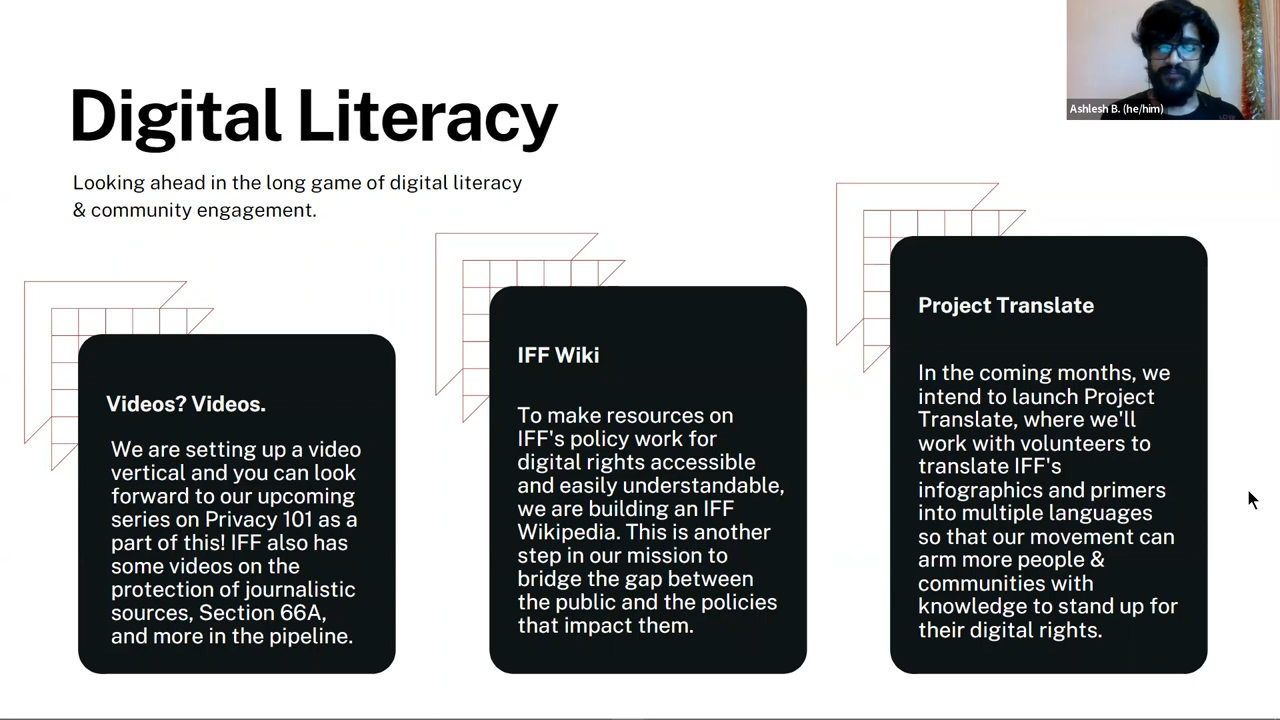 Digital Literacy
Looking ahead in the long game of digital literacy
& community engagement.
Ashlesh B. (he/him)
Videos? Videos.
We are setting up a video
vertical and you can look
forward to our upcoming
series on Privacy 101 as a
part of this! IFF also has
some videos on the
protection of journalistic
sources, Section 66A,
and more in the pipeline.
IFF Wiki
To make resources on
IFF's policy work for
digital rights accessible
and easily understandable,
we are building an IFF
Wikipedia. This is another
step in our mission to
bridge the gap between
the public and the policies
that impact them.
Project Translate
In the coming months, we
intend to launch Project
Translate, where we'll
work with volunteers to
translate IFF's
infographics and primers
into multiple languages
so that our movement can
arm more people &
communities with
knowledge to stand up for
their digital rights.